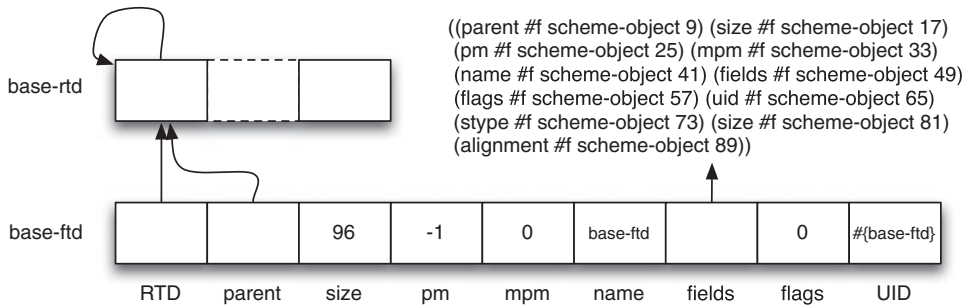 ((parent #f scheme-object 9) (size #f scheme-object 17)
(pm #f scheme-object 25) (mpm #f scheme-object 33)
(name #f scheme-object 41) (fields #f scheme-object 49)
(flags #f scheme-object 57) (uid #f scheme-object 65)
(stype #f scheme-object 73) (size #f scheme-object 81)
(alignment #f scheme-object 89))
base-rtd
base-ftd 96 -1 0 base-ftd 0 #{base-ftd}
RTD parent size pm mpm name fields flags UID